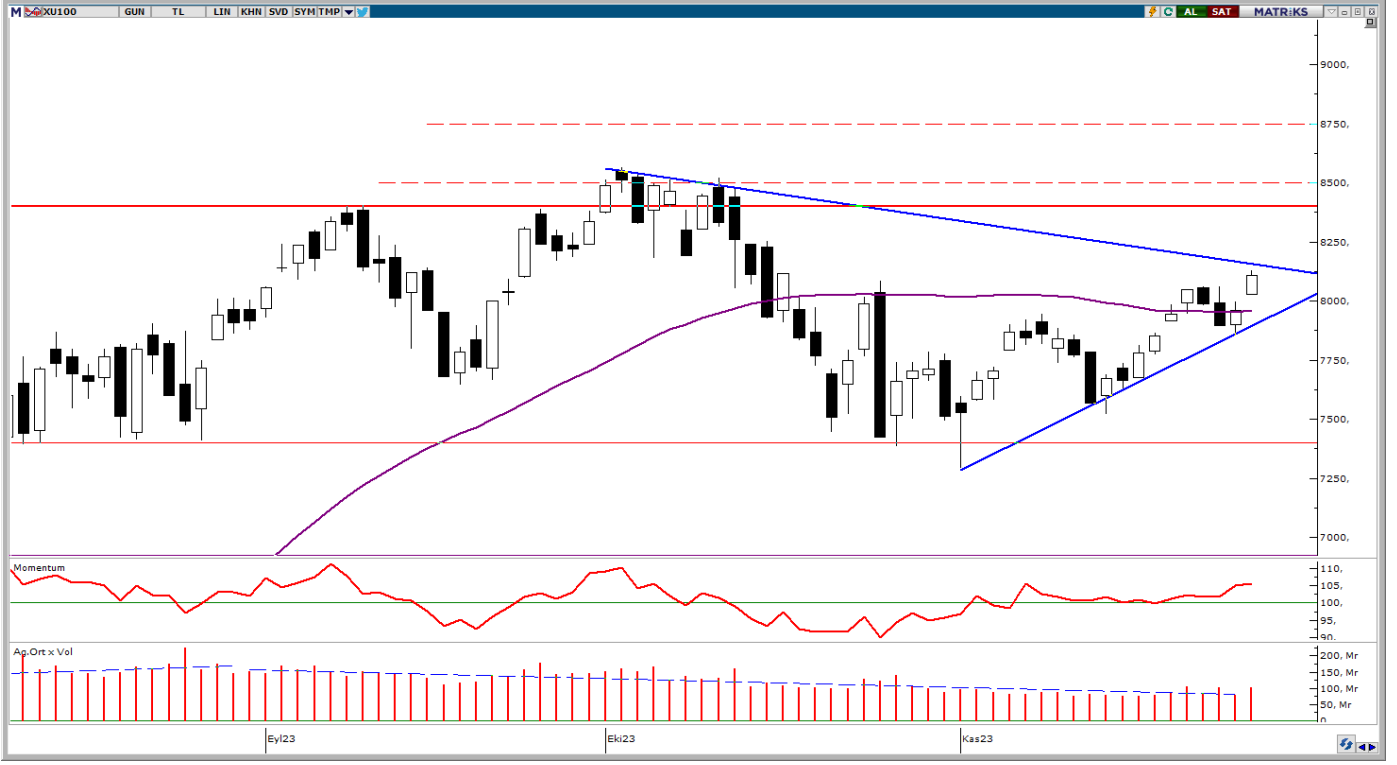 M XU100 GUN TL LIN KHN SVD SYM TMP AL SAT MATRiKS
9000,
8750,
8500,
8250,
8000,
7750,
7500,
7250,
7000,
Momentum
110,
105,
100,
95,
90,
Ag.Ort x Vol
200, Mr
150, Mr
100, Mr
50, Mr
0
Eyl23 Eki23 Kas23